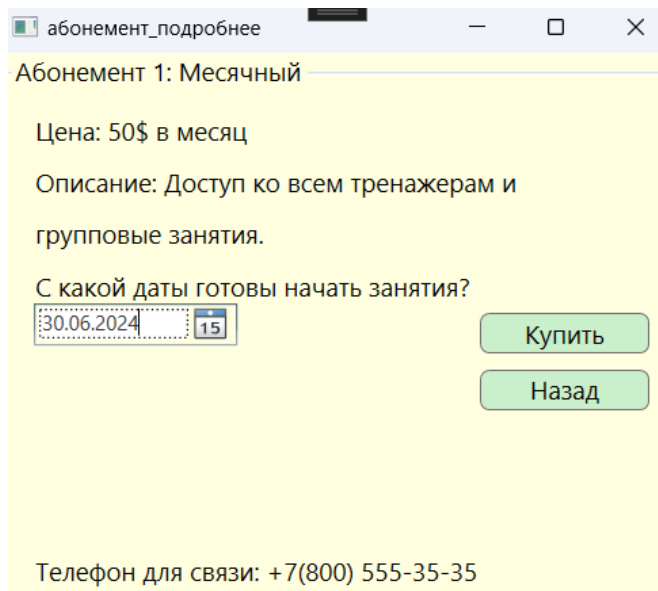 абонемент_подробнее
Абонемент 1: Месячный
Цена: 50$ в месяц
Описание: Доступ ко всем тренажерам и
групповые занятия.
С какой даты готовы начать занятия?
30.06.2024
15
Купить
Назад
Телефон для связи: +7(800) 555-35-35